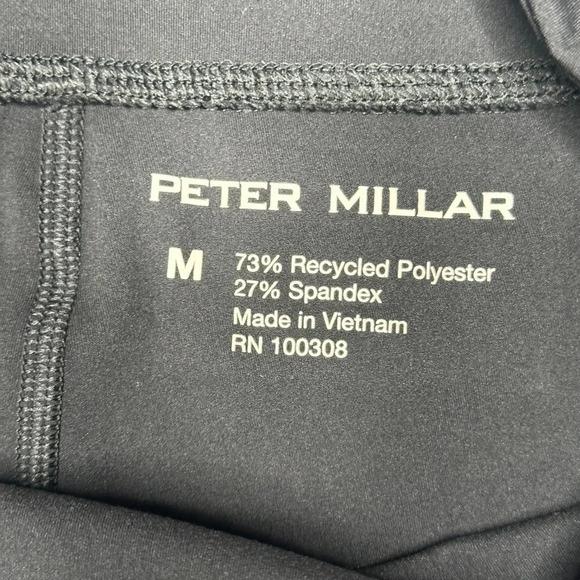 PETER MILLAR
M
73% Recycled Polyester
27% Spandex
Made in Vietnam
RN 100308